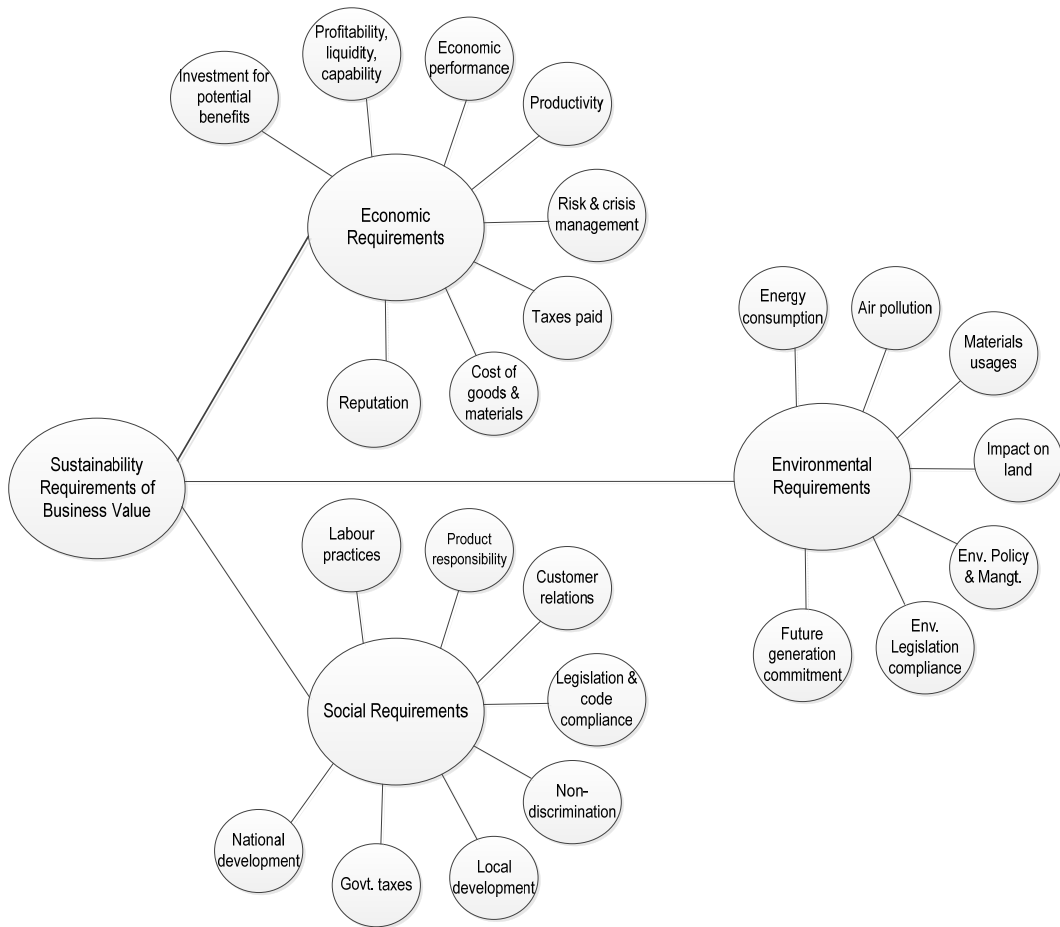 Profitability,
liquidity,
capability
Economic
performance
Investment for
potential
benefits
Productivity
Economic
Requirements
Risk & crisis
management
Taxes paid
Cost of
goods &
materials
Reputation
Sustainability
Requirements of
Business Value
Energy
consumption
Air pollution
Materials
usages
Environmental
Requirements
Impact on
land
Env. Policy
& Mangt.
Env.
Legislation
compliance
Future
generation
commitment
Labour
practices
Product
responsibility
Customer
relations
Social Requirements
Legislation &
code
compliance
Non-
discrimination
Local
development
Govt. taxes
National
development